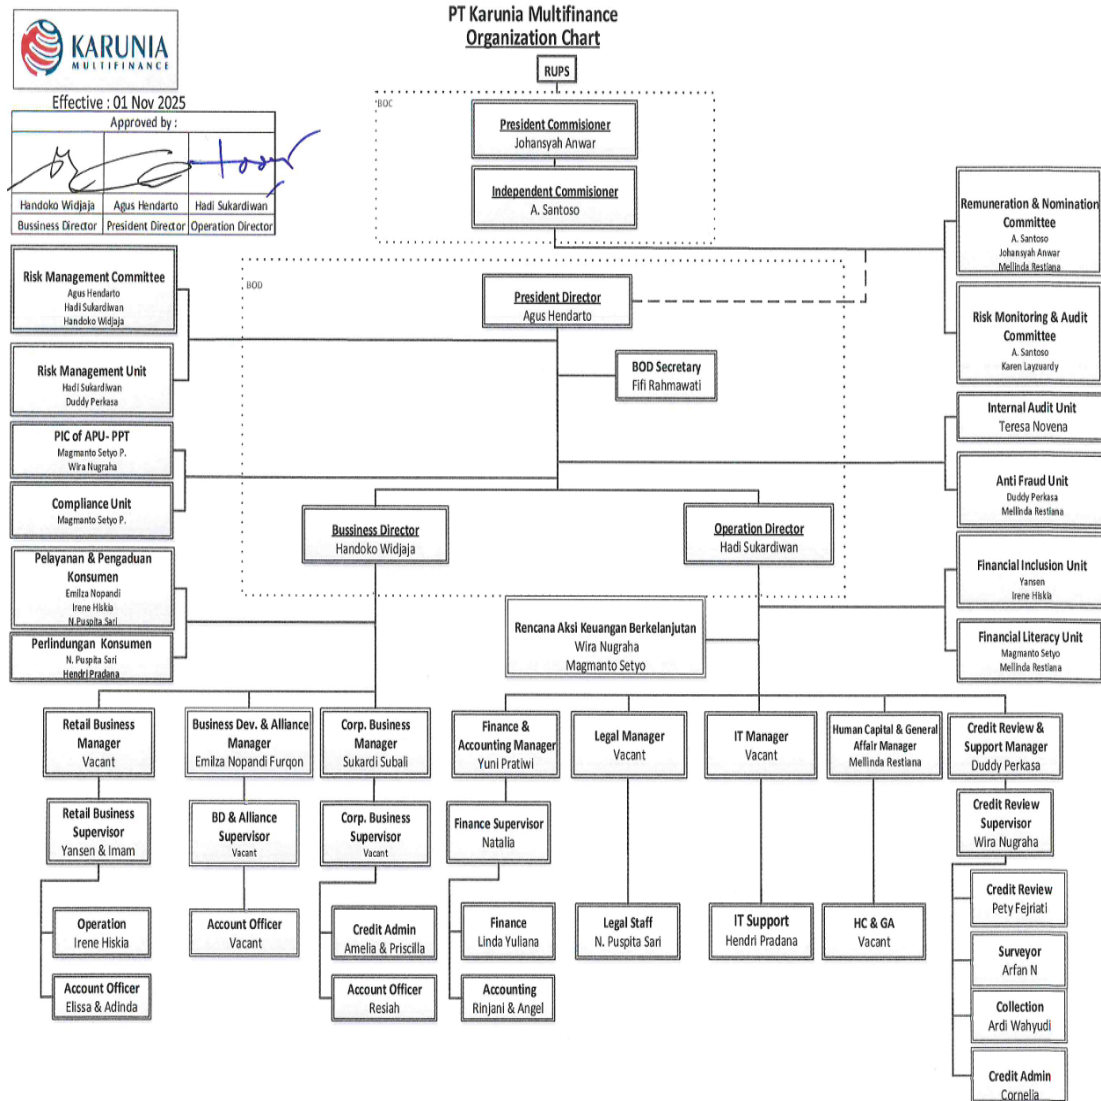 PT Karunia Multifinance
Organization Chart
KARUNIA
MULTIFINANCE
Effective : 01 Nov 2025
Approved by :
Handoko Widjaja
Agus Hendarto
Hadi Sukardiwan
Bussiness Director
President Director
Operation Director
RUPS
BOC
President Commisioner
Johansyah Anwar
Independent Commisioner
A. Santoso
Remuneration & Nomination
Committee
A. Santoso
Johansyah Anwar
Mellinda Restiana
Risk Monitoring & Audit
Committee
A. Santoso
Karen Layzuardy
Risk Management Committee
Agus Hendarto
Hadi Sukardiwan
Handoko Widjaja
Risk Management Unit
Hadi Sukardiwan
Duddy Perkasa
BOD
President Director
Agus Hendarto
BOD Secretary
Fifi Rahmawati
Internal Audit Unit
Teresa Novena
Anti Fraud Unit
Duddy Perkasa
Mellinda Restiana
PIC of APU- PPT
Magmanto Setyo P.
Wira Nugraha
Compliance Unit
Magmanto Setyo P.
Bussiness Director
Handoko Widjaja
Operation Director
Hadi Sukardiwan
Pelayanan & Pengaduan
Konsumen
Emilza Nopandi
Irene Hiskia
N.Puspita Sari
Perlindungan Konsumen
N. Puspita Sari
Hendri Pradana
Financial Inclusion Unit
Yansen
Irene Hiskia
Financial Literacy Unit
Magmanto Setyo
Mellinda Restiana
Rencana Aksi Keuangan Berkelanjutan
Wira Nugraha
Magmanto Setyo
Retail Business
Manager
Vacant
Business Dev. & Alliance
Manager
Emilza Nopandi Furqon
Corp. Business
Manager
Sukardi Subali
Finance &
Accounting Manager
Yuni Pratiwi
Legal Manager
Vacant
IT Manager
Vacant
Human Capital & General
Affair Manager
Mellinda Restiana
Credit Review &
Support Manager
Duddy Perkasa
Retail Business
Supervisor
Yansen & Imam
BD & Alliance
Supervisor
Vacant
Corp. Business
Supervisor
Vacant
Finance Supervisor
Natalia
Credit Review
Supervisor
Wira Nugraha
Operation
Irene Hiskia
Account Officer
Elissa & Adinda
Account Officer
Vacant
Credit Admin
Amelia & Priscilla
Account Officer
Resiah
Finance
Linda Yuliana
Accounting
Rinjani & Angel
Legal Staff
N. Puspita Sari
IT Support
Hendri Pradana
HC & GA
Vacant
Credit Review
Pety Fejriati
Surveyor
Arfan N
Collection
Ardi Wahyudi
Credit Admin
Cornelia